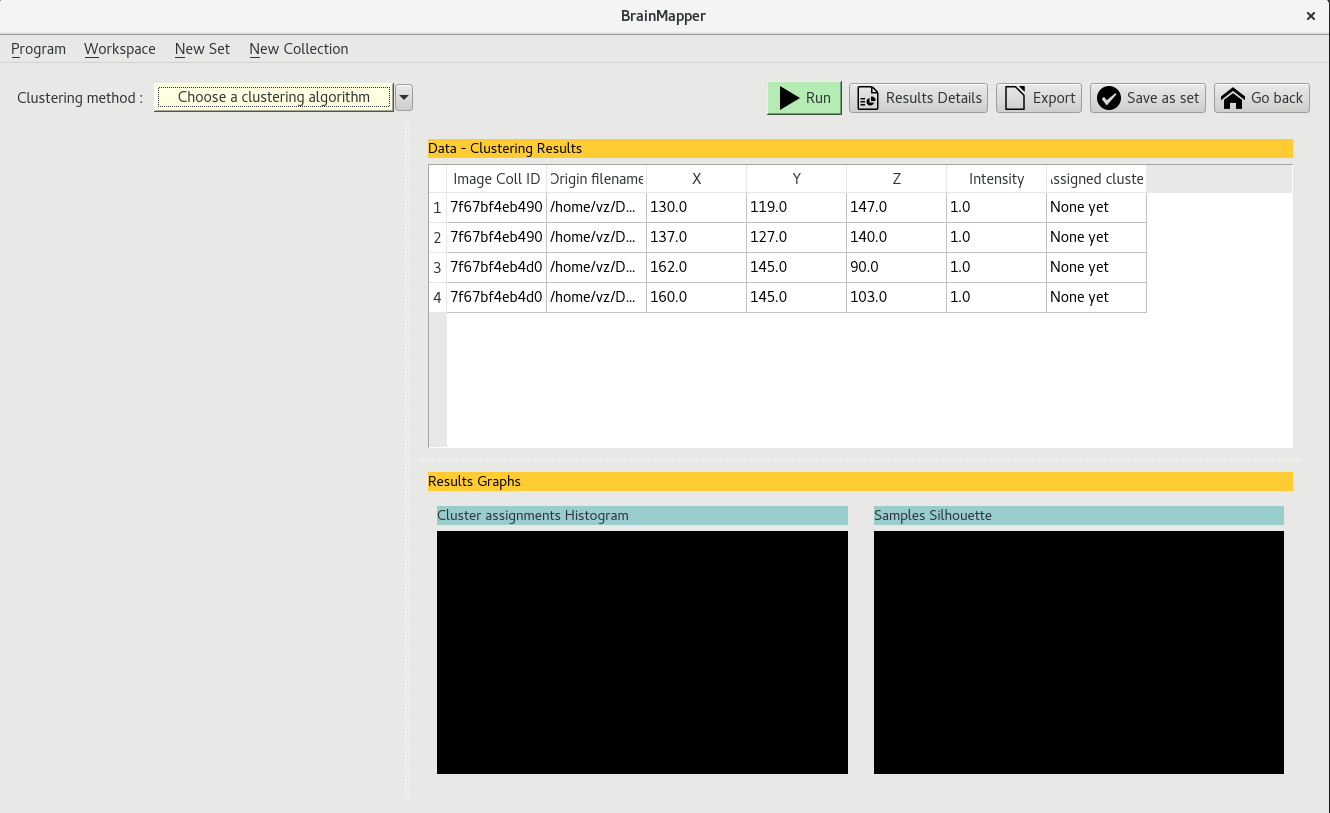 BrainMapper ×
Program Workspace New Set New Collection
Clustering method : Choose a clustering algorithm Run Results Details Export Save as set Go back
Data - Clustering Results
Image Coll ID Origin filename X Y Z Intensity Assigned cluste
1 7f67bf4eb490 /home/vz/D... 130.0 119.0 147.0 1.0 None yet
2 7f67bf4eb490 /home/vz/D... 137.0 127.0 140.0 1.0 None yet
3 7f67bf4eb4d0 /home/vz/D... 162.0 145.0 90.0 1.0 None yet
4 7f67bf4eb4d0 /home/vz/D... 160.0 145.0 103.0 1.0 None yet
Results Graphs
Cluster assignments Histogram Samples Silhouette